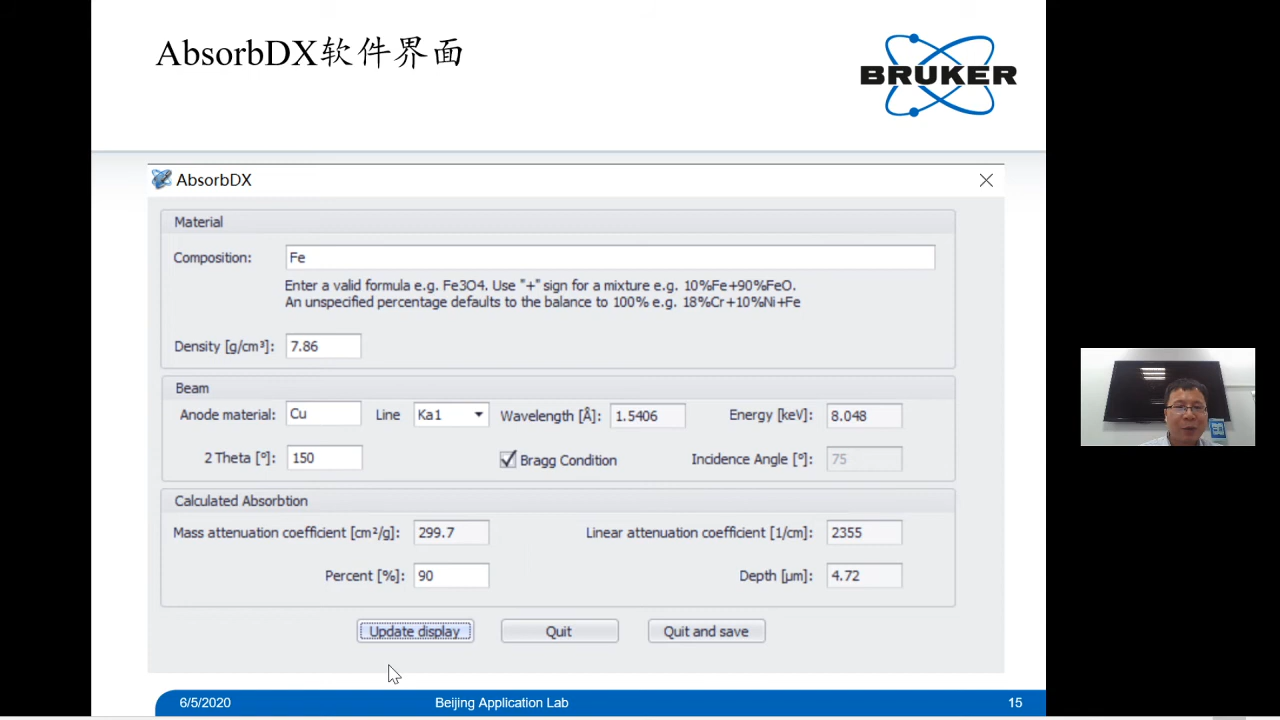 AbsorbDX软件界面
BRUKER
AbsorbDX
Material
Composition: Fe
Enter a valid formula e.g. Fe3O4. Use "+" sign for a mixture e.g. 10%Fe+90%FeO.
An unspecified percentage defaults to the balance to 100% e.g. 18%Cr+10%Ni+Fe
Density [g/cm³]: 7.86
Beam
Anode material: Cu Line Ka1 Wavelength [Å]: 1.5406 Energy [keV]: 8.048
2 Theta [°]: 150 Bragg Condition Incidence Angle [°]: 75
Calculated Absorbtion
Mass attenuation coefficient [cm²/g]: 299.7 Linear attenuation coefficient [1/cm]: 2355
Percent [%]: 90 Depth [µm]: 4.72
Update display Quit Quit and save
6/5/2020 Beijing Application Lab 15